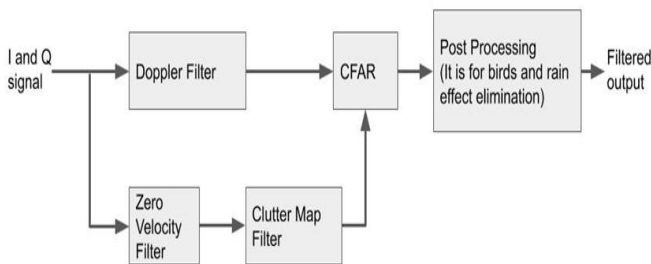 I and Q
signal
Doppler Filter
CFAR
Post Processing
(It is for birds and rain
effect elimination)
Filtered
output
Zero
Velocity
Filter
Clutter Map
Filter